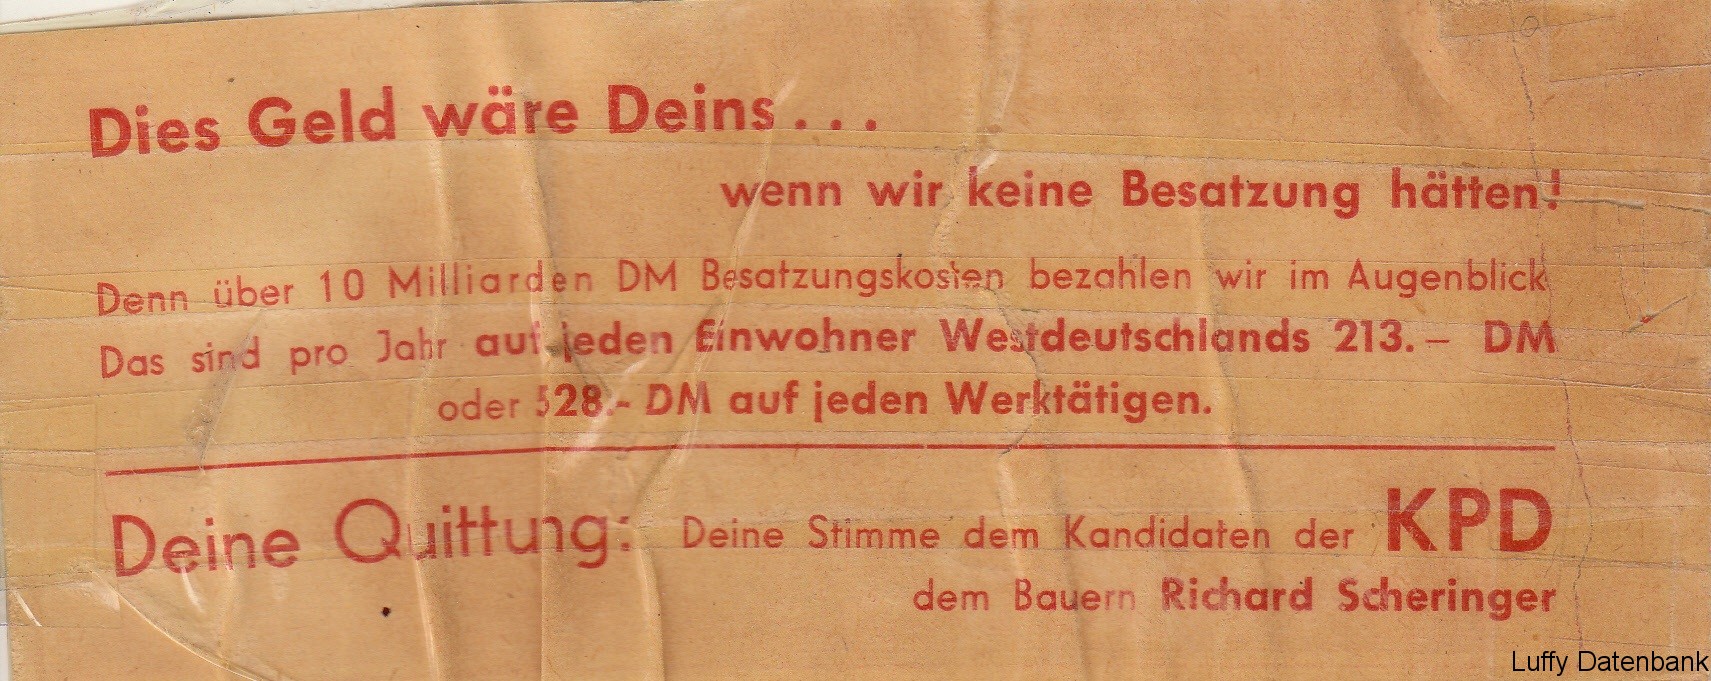 Dies Geld wäre Deins...
wenn wir keine Besatzung hätten!
Denn über 10 Milliarden DM Besatzungskosten bezahlen wir im Augenblick
Das sind pro Jahr auf jeden Einwohner Westdeutschlands 213.– DM
oder 528.- DM auf jeden Werktätigen.
Deine Quittung: Deine Stimme dem Kandidaten der KPD
dem Bauern Richard Scheringer
Luffy Datenbank